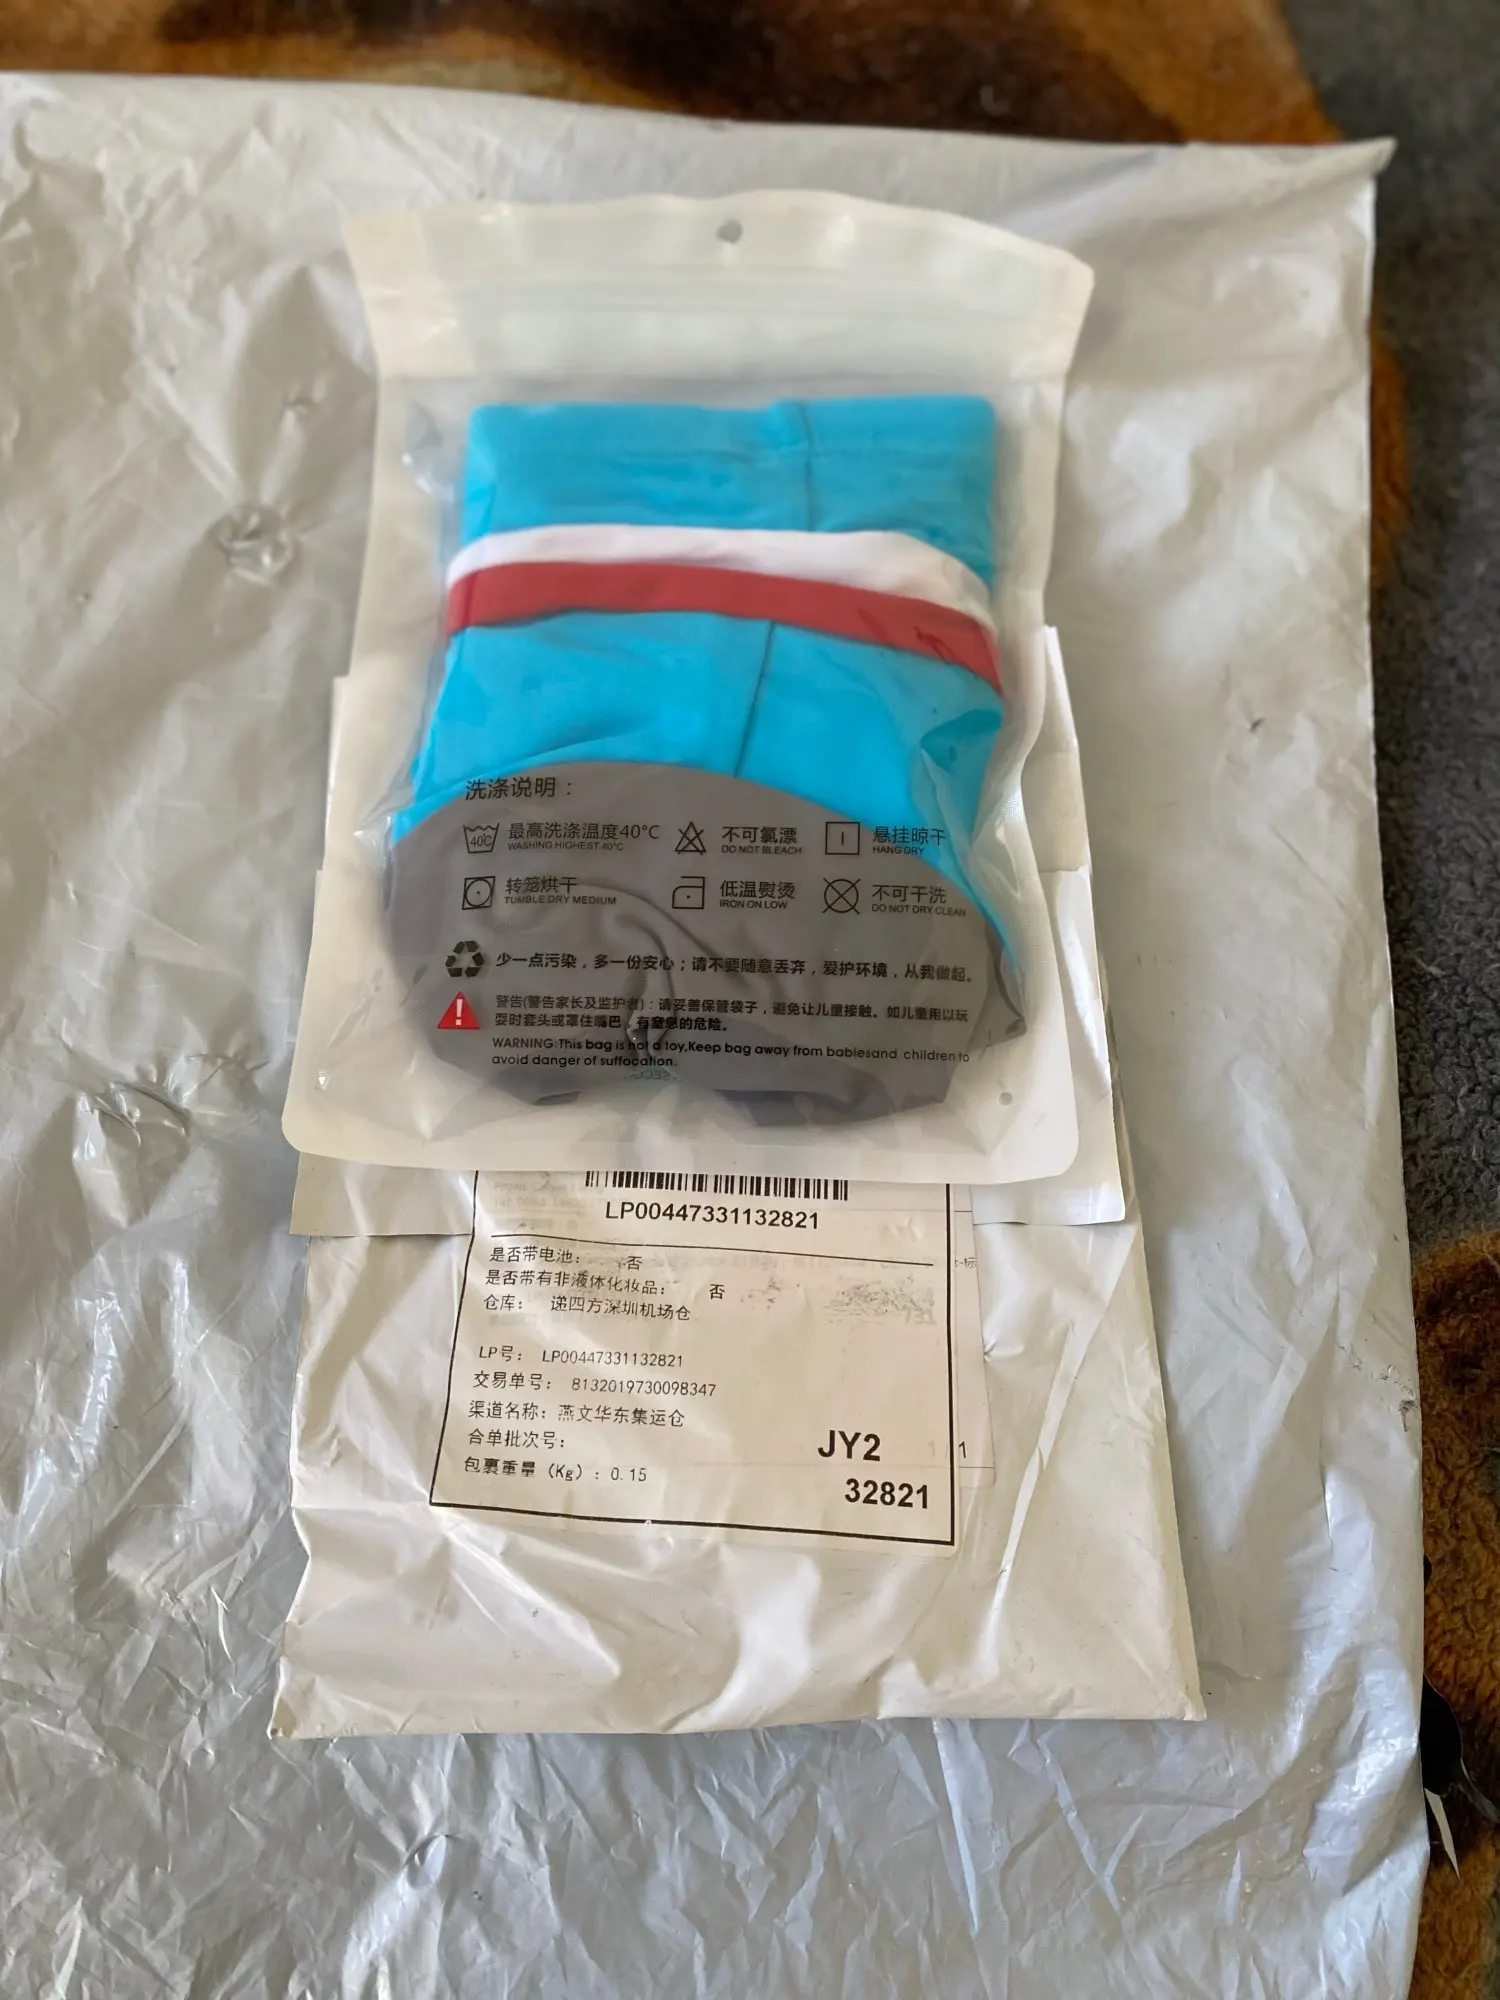 洗涤说明：
40℃ 最高洗涤温度40°C 不可氯漂 悬挂晾干
WASHING HIGHEST 40°C DO NOT BLEACH HANG DRY
转笼烘干 低温熨烫 不可干洗
TUMBLE DRY MEDIUM IRON ON LOW DO NOT DRY CLEAN
少一点污染，多一份安心；请不要随意丢弃，爱护环境，从我做起。
警告(警告家长及监护者)：请妥善保管袋子，避免让儿童接触。如儿童用以玩
耍时套头或罩住嘴巴，有窒息的危险。
WARNING:This bag is not a toy,Keep bag away from babiesand children to
avoid danger of suffocation.
LP00447331132821
是否带电池： 否
是否带有非液体化妆品： 否
仓库： 递四方深圳机场仓
LP号： LP00447331132821
交易单号： 8132019730098347
渠道名称：燕文华东集运仓
合单批次号：
包裹重量（Kg）：0.15
JY2
32821
1 1